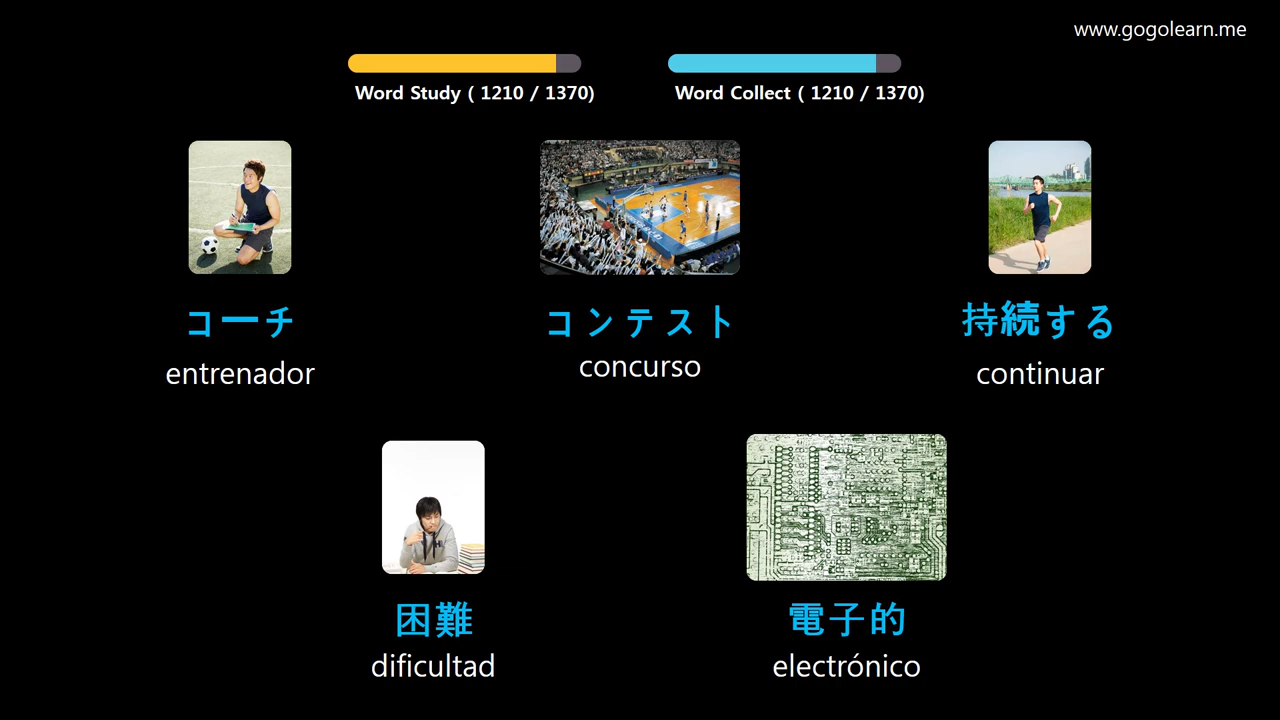 www.gogolearn.me
Word Study ( 1210 / 1370)
Word Collect ( 1210 / 1370)
コーチ
entrenador
コンテスト
concurso
持続する
continuar
困難
dificultad
電子的
electrónico